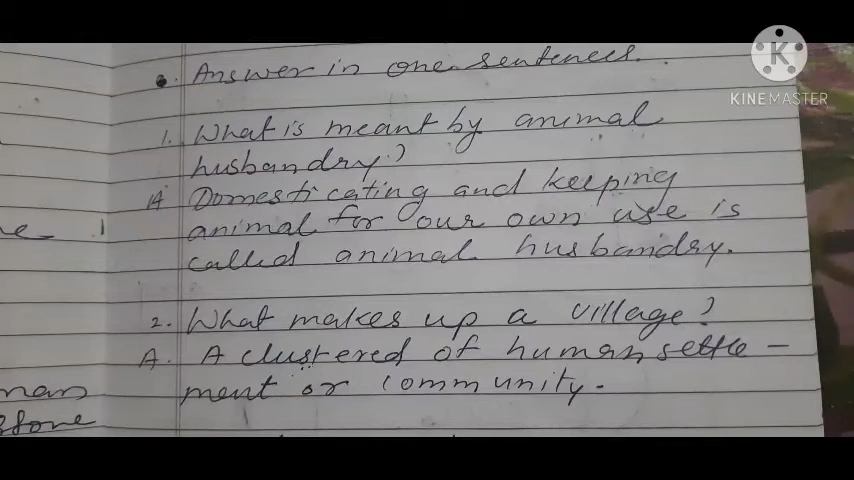 KINEMASTER
Answer in one sentences.
1. What is meant by animal
husbandry?
A Domesticating and keeping
animal for our own use is
called animal husbandry.
2. What makes up a village?
A. A clustered of human settle-
ment or community.